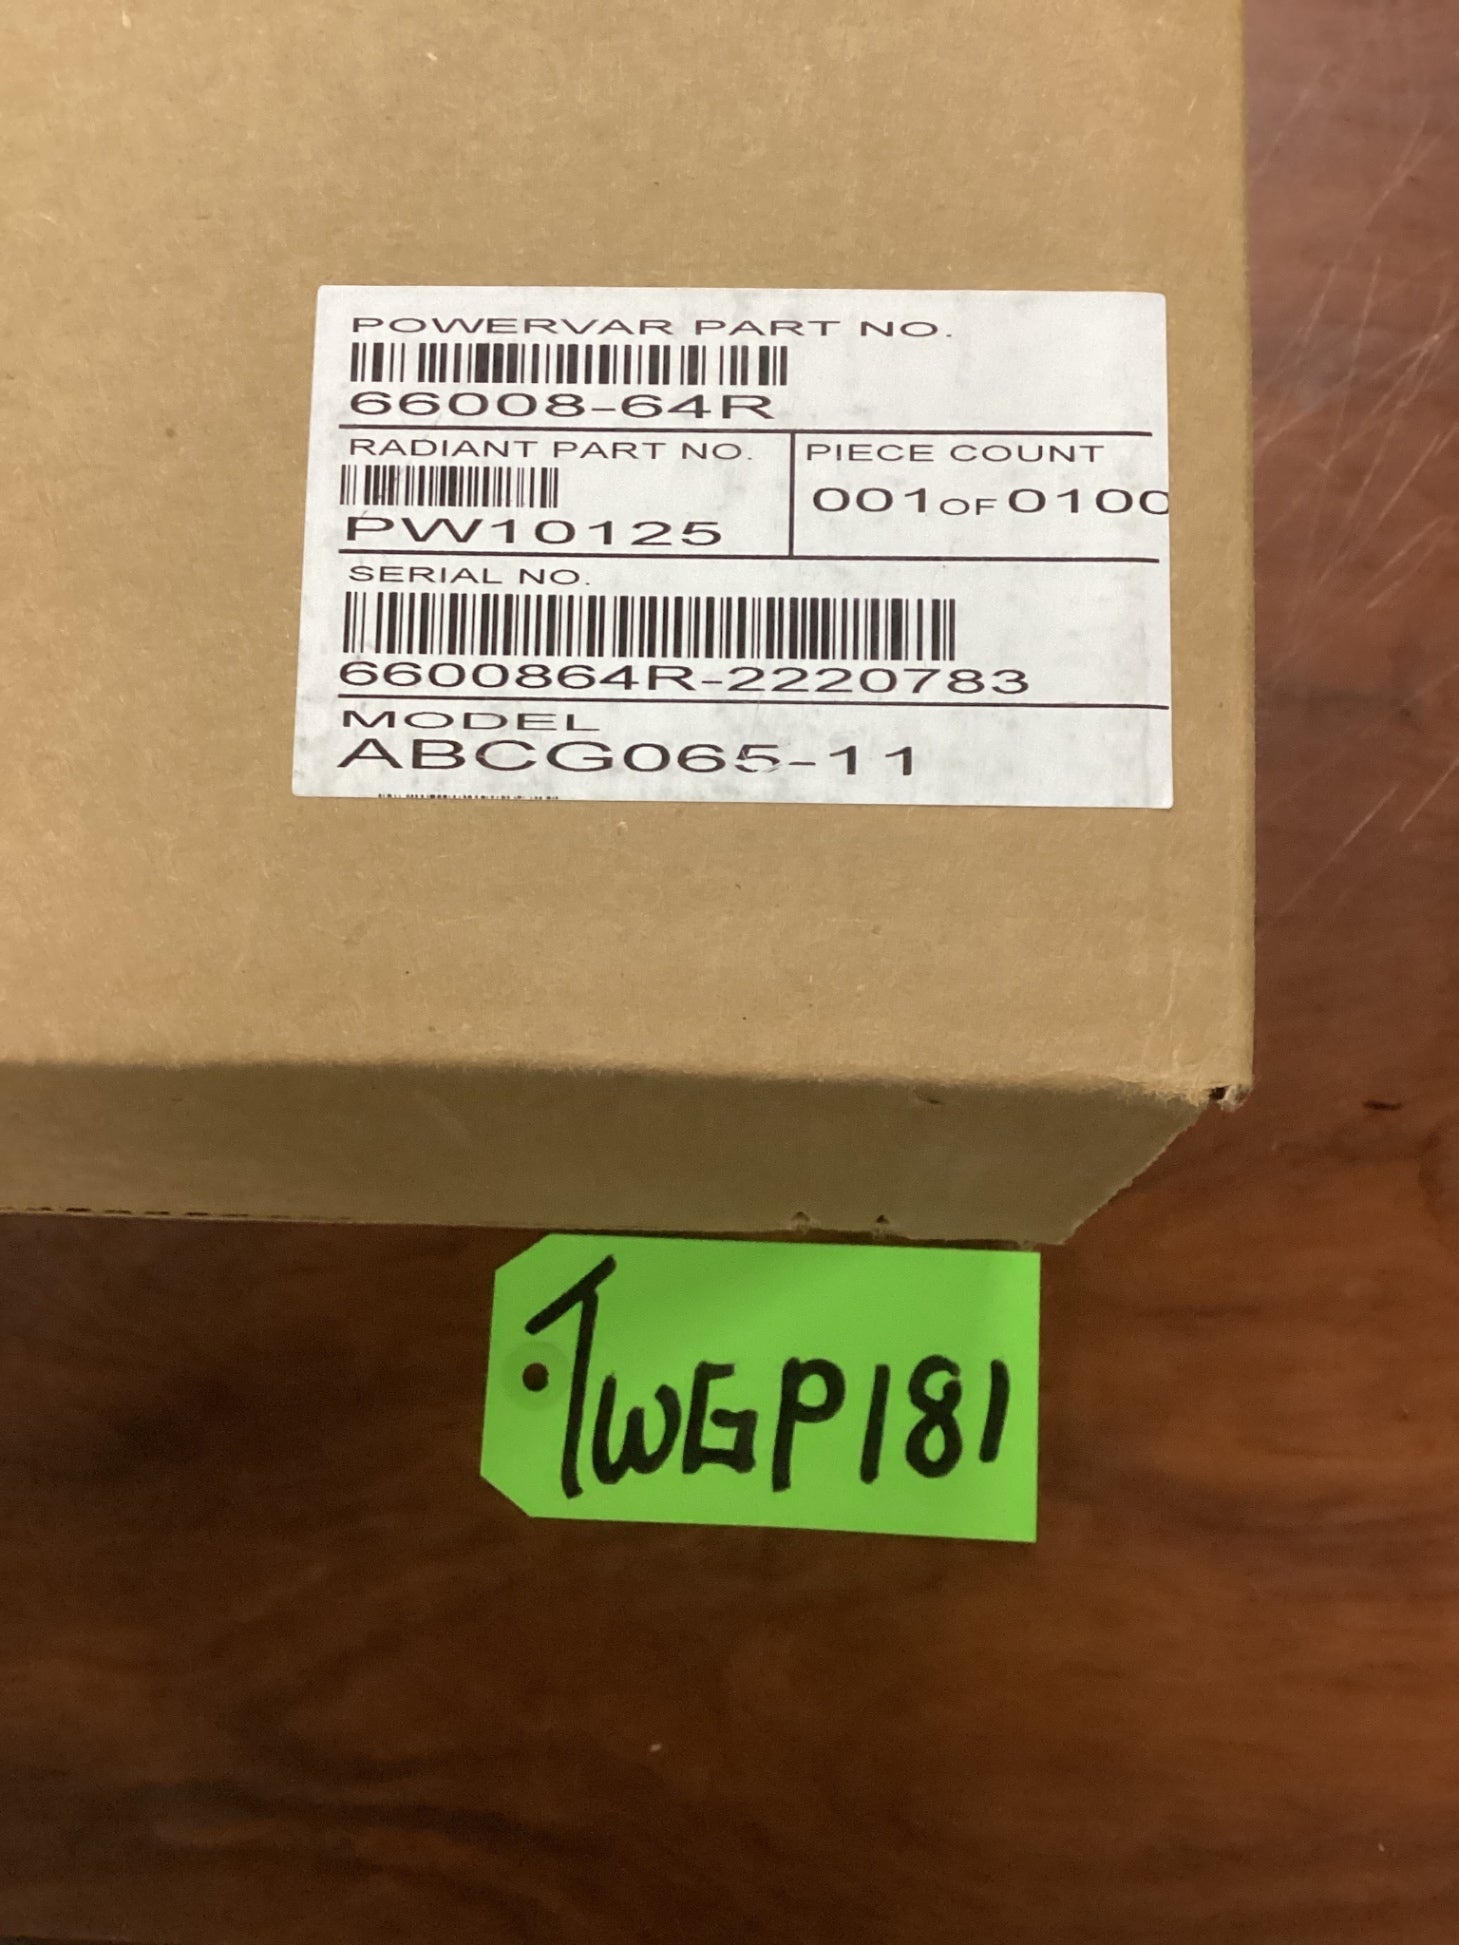 POWERVAR PART NO.
66008-64R
RADIANT PART NO.
PW10125
PIECE COUNT
001 OF 0100
SERIAL NO.
6600864R-2220783
MODEL
ABCG065-11
TWGP181